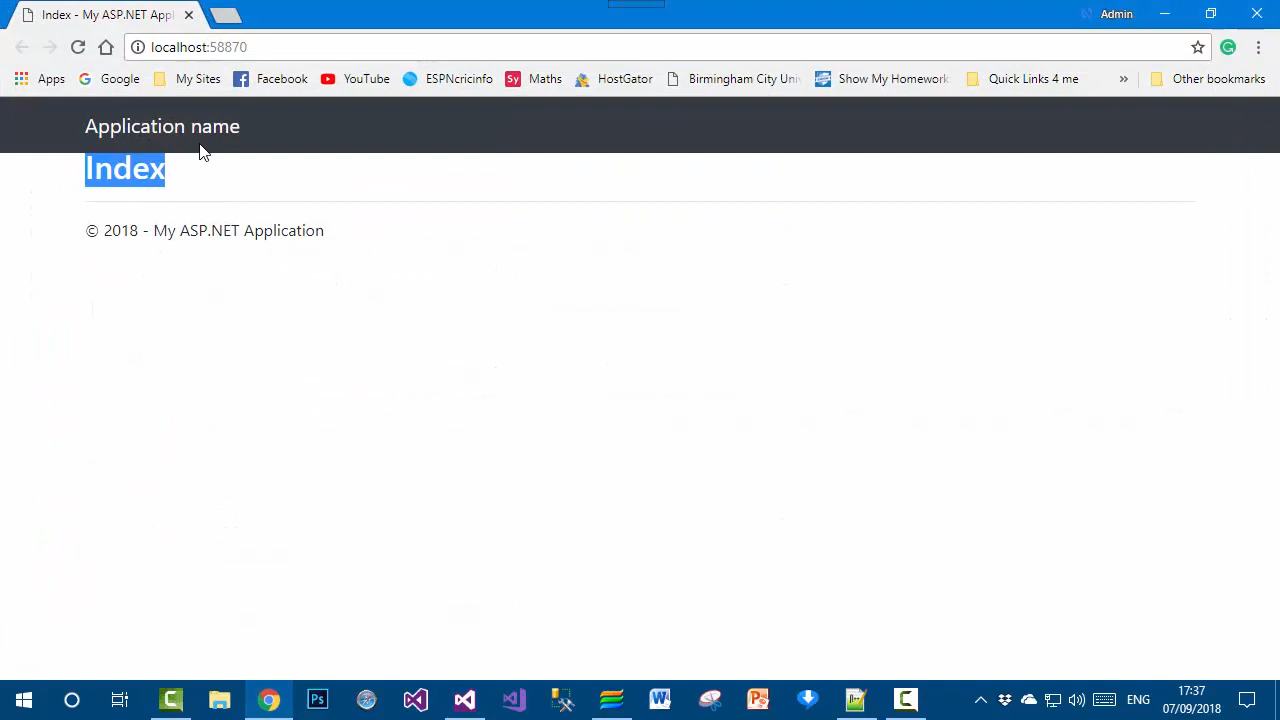 Index - My ASP.NET Appl
Admin
localhost:58870
Apps Google My Sites Facebook YouTube ESPNcricinfo Sy Maths HostGator Birmingham City Univ Show My Homework Quick Links 4 me » Other bookmarks
Application name
Index
© 2018 - My ASP.NET Application
ENG
17:37
07/09/2018